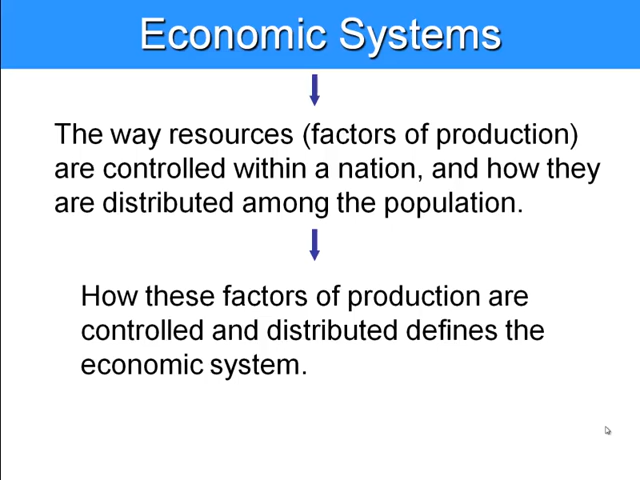 Economic Systems
The way resources (factors of production)
are controlled within a nation, and how they
are distributed among the population.
How these factors of production are
controlled and distributed defines the
economic system.